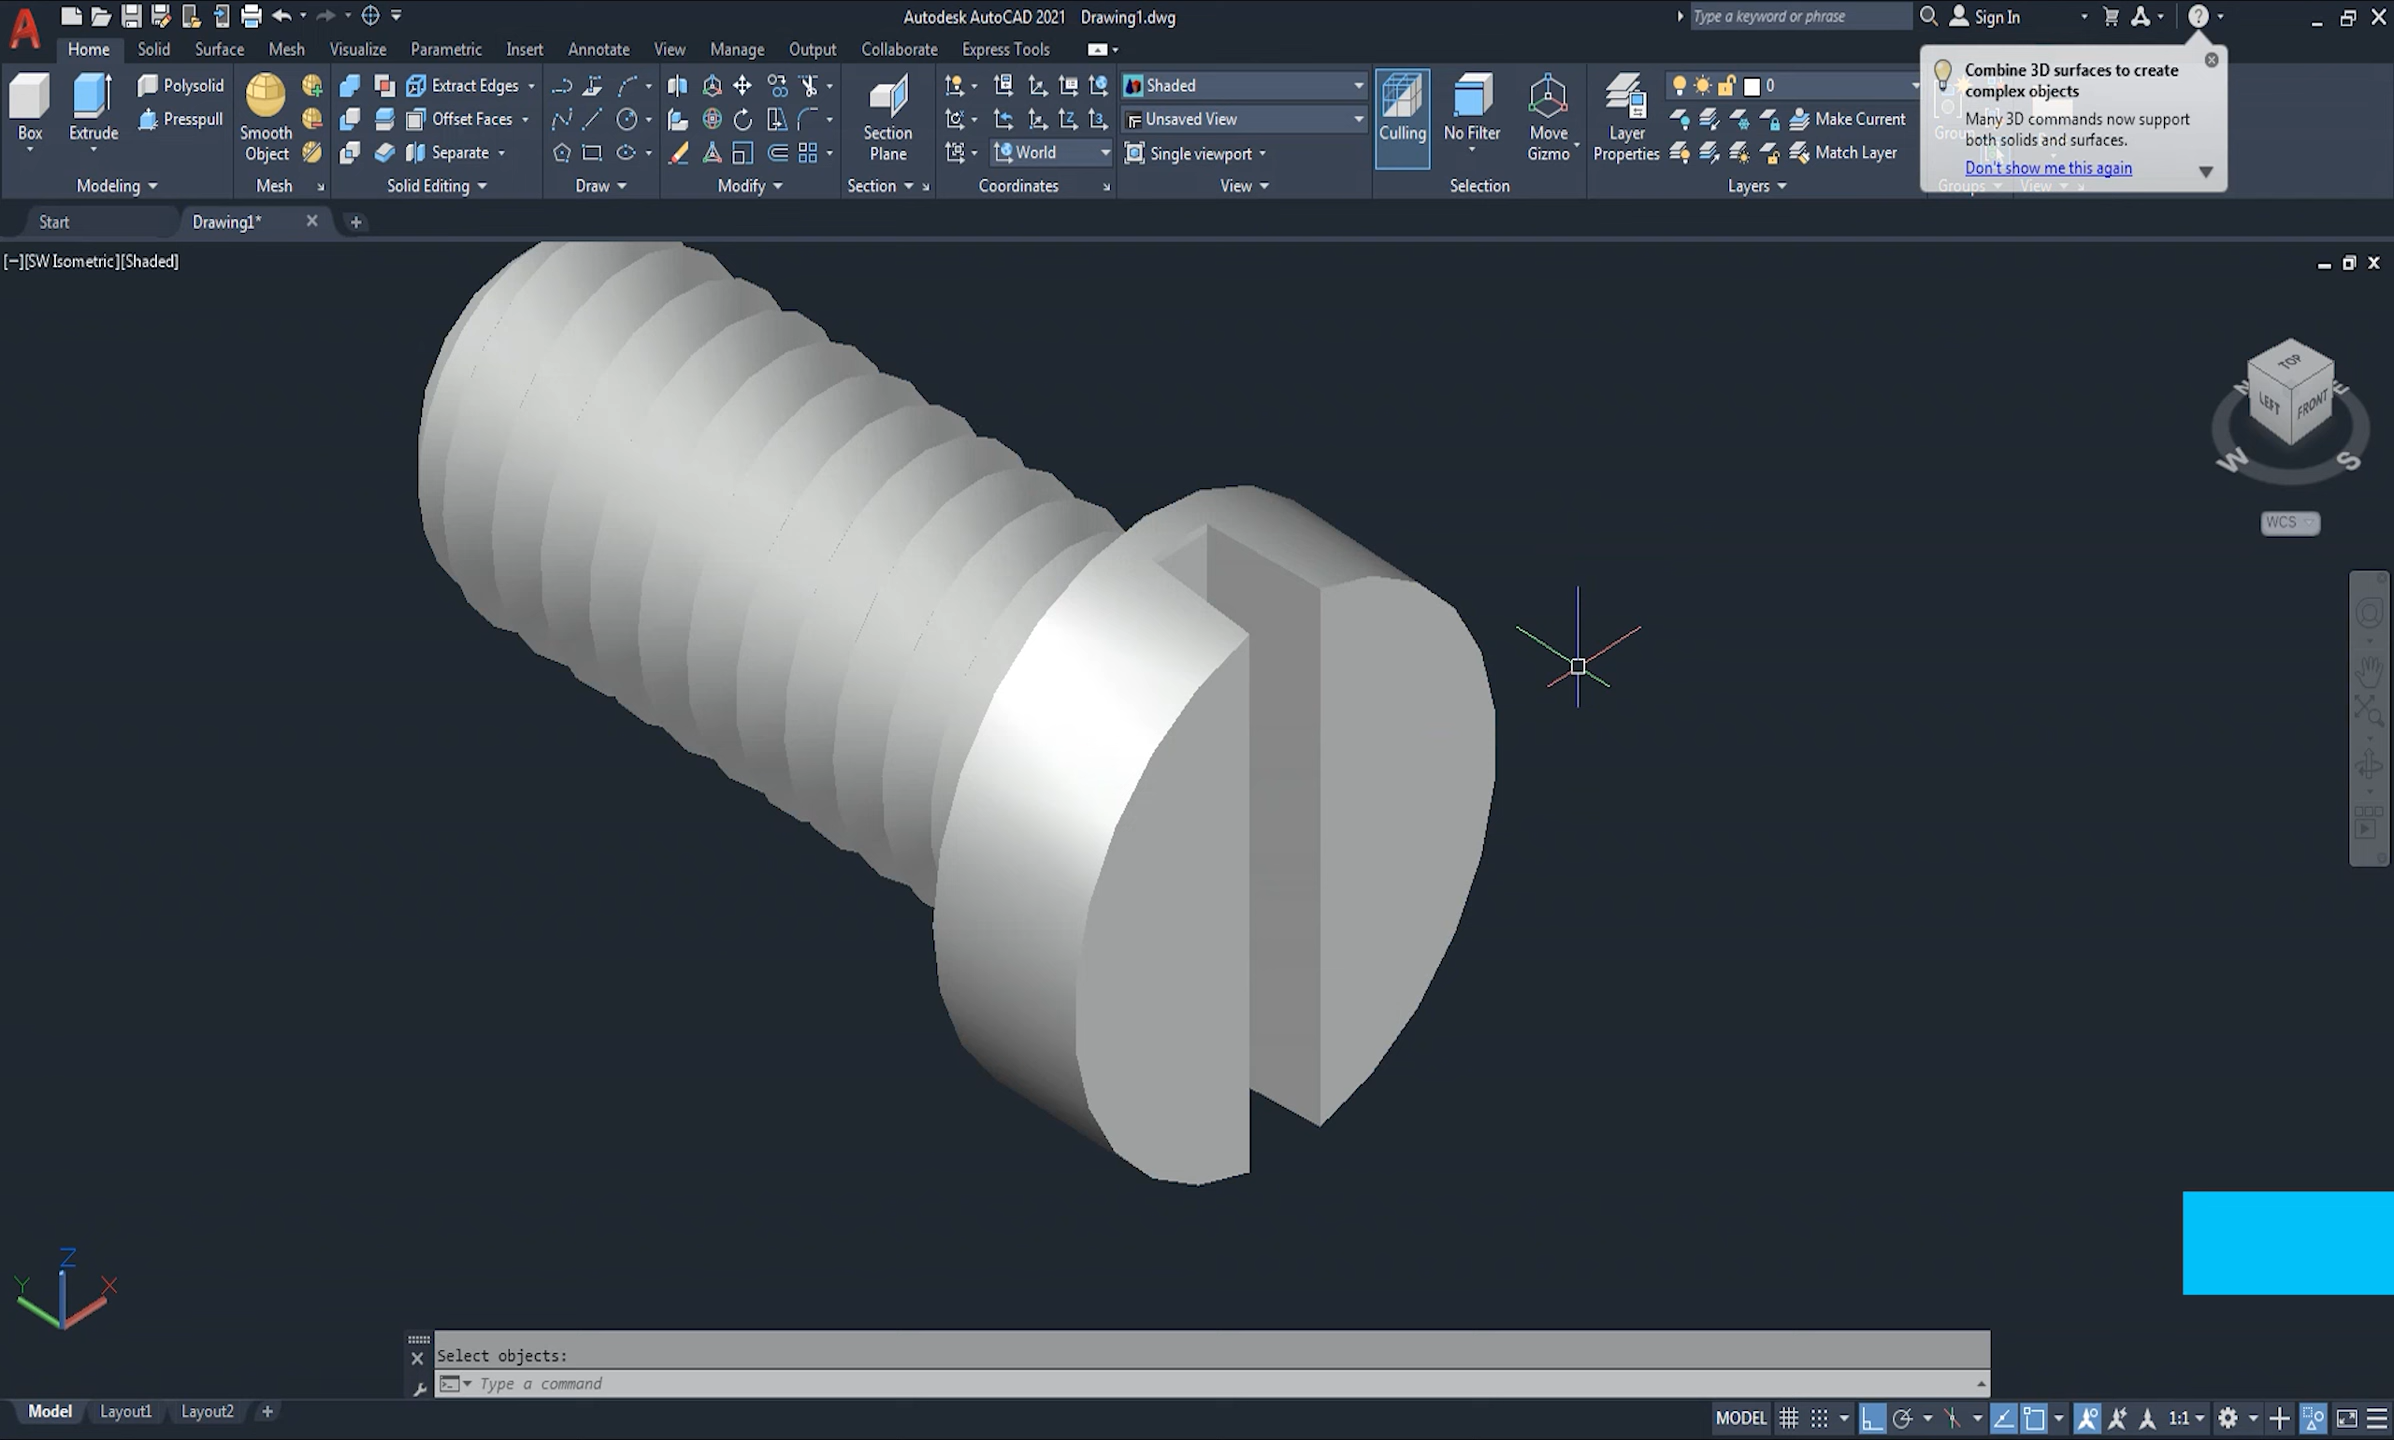 Autodesk AutoCAD 2021 Drawing1.dwg
Type a keyword or phrase
Sign In
Home Solid Surface Mesh Visualize Parametric Insert Annotate View Manage Output Collaborate Express Tools
Box
Extrude
Polysolid
Presspull
Modeling
Smooth
Object
Mesh
Extract Edges
Offset Faces
Separate
Solid Editing
Draw
Modify
Section
Plane
Section
World
Coordinates
Shaded
Unsaved View
Single viewport
View
Culling
No Filter
Move
Gizmo
Selection
Layer
Properties
0
Make Current
Match Layer
Layers
Combine 3D surfaces to create
complex objects
Many 3D commands now support
both solids and surfaces.
Don't show me this again
Groups View
Start
Drawing1*
[–][SW Isometric][Shaded]
TOP
LEFT
FRONT
N
E
W
S
WCS
Z
Y
X
Select objects:
Type a command
Model Layout1 Layout2
MODEL
1:1